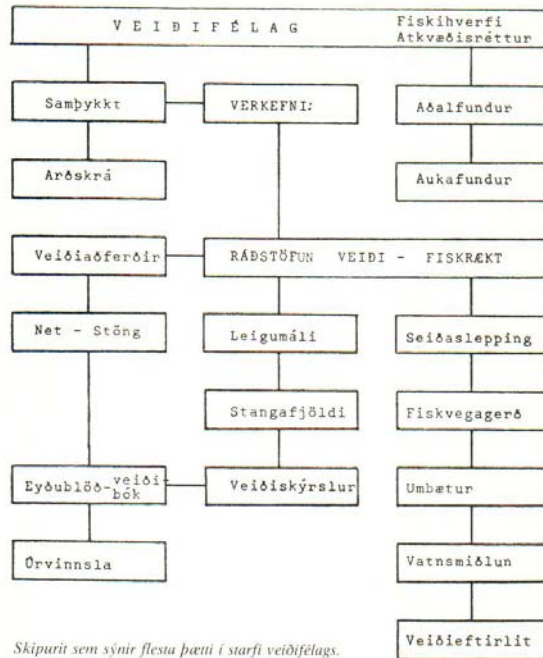 VEIÐIFÉLAG
Fiskihverfi
Atkvæðisréttur
Samþykkt
VERKEFNI:
Aðalfundur
Arðskrá
Aukafundur
Veiðiaðferðir
RÁÐSTÖFUN VEIÐI - FISKRÆKT
Net - Stöng
Leigumáli
Seiðaslepping
Stangafjöldi
Fiskvegagerð
Eyðublöð-veiði-
bók
Veiðiskýrslur
Umbætur
Úrvinnsla
Vatnsmiðlun
Veiðieftirlit
Skipurit sem sýnir flesta þætti í starfi veiðifélags.